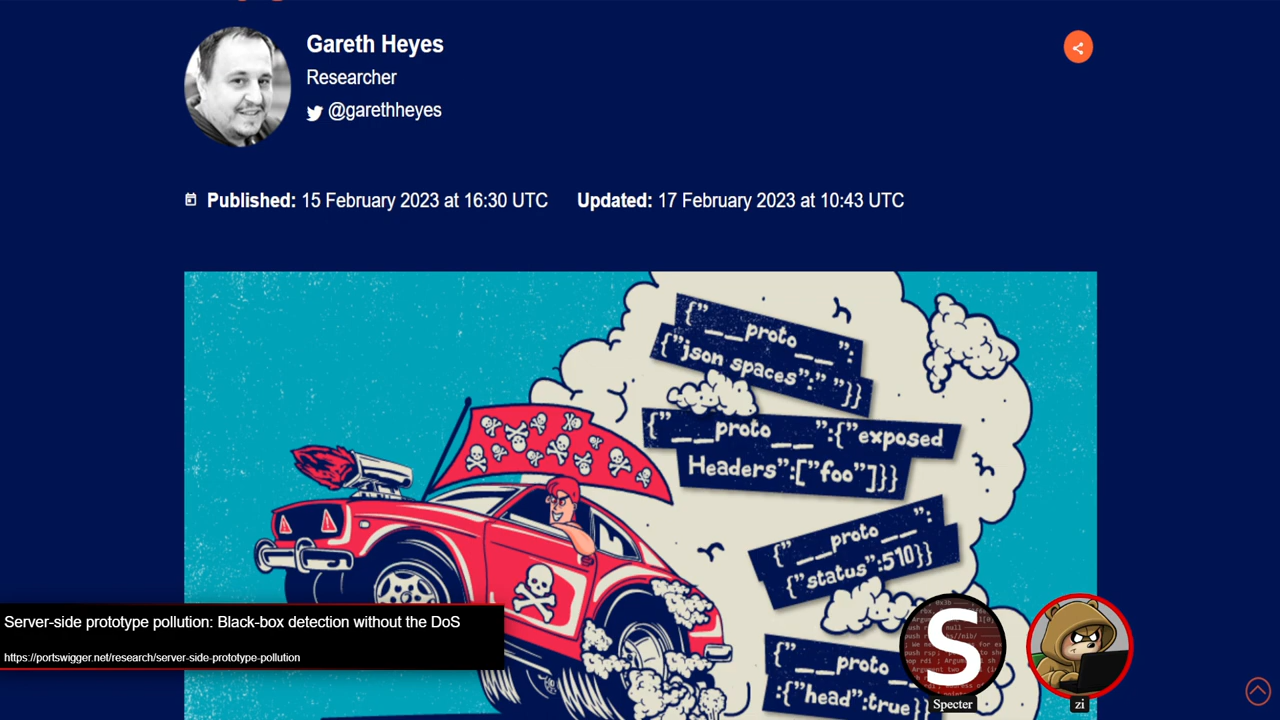 Gareth Heyes
Researcher
@garethheyes
Published: 15 February 2023 at 16:30 UTC Updated: 17 February 2023 at 10:43 UTC
{"__proto__":
{"json spaces":" "}}
{"__proto__":{"exposed
Headers":["foo"]}}
{"__proto__":
{"status":510}}
{"__proto
:{"head":true}
Server-side prototype pollution: Black-box detection without the DoS
https://portswigger.net/research/server-side-prototype-pollution
S
Specter
zi